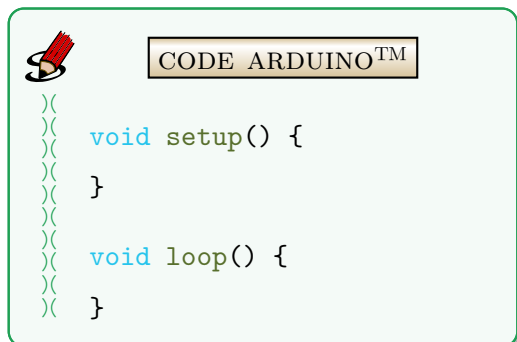 CODE ARDUINO™
void setup() {
}
void loop() {
}